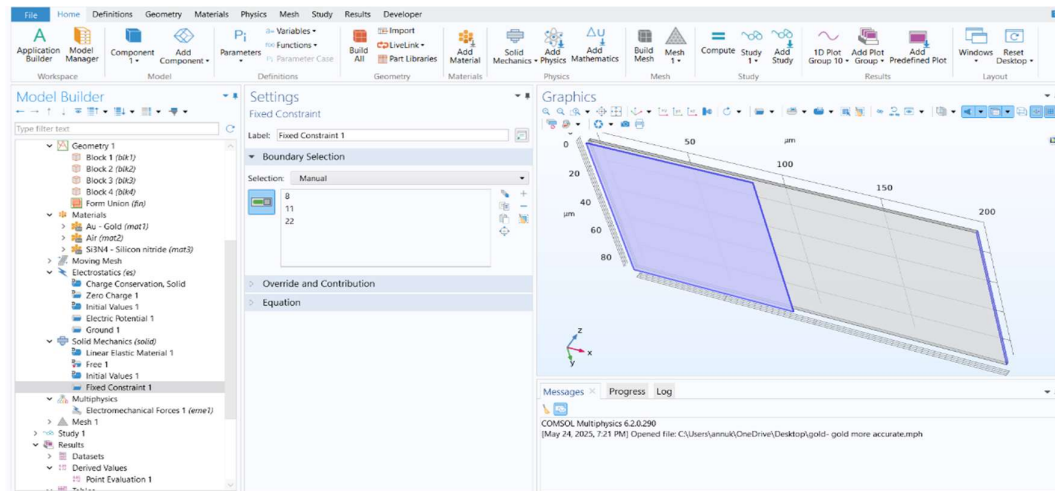 File Home Definitions Geometry Materials Physics Mesh Study Results Developer
Application Builder
Model Manager
Workspace
Component 1
Add Component
Model
Pi
Parameters
Variables
Functions
Parameter Case
Definitions
Build All
Import
LiveLink
Part Libraries
Geometry
Add Material
Materials
Solid Mechanics
Add Physics
Add Mathematics
Physics
Build Mesh
Mesh 1
Mesh
Compute
Study 1
Add Study
Study
1D Plot Group 10
Add Plot Group
Add Predefined Plot
Results
Windows
Reset Desktop
Layout
Model Builder
Type filter text
Geometry 1
Block 1 (blk1)
Block 2 (blk2)
Block 3 (blk3)
Block 4 (blk4)
Form Union (fin)
Materials
Au - Gold (mat1)
Air (mat2)
Si3N4 - Silicon nitride (mat3)
Moving Mesh
Electrostatics (es)
Charge Conservation, Solid
Zero Charge 1
Initial Values 1
Electric Potential 1
Ground 1
Solid Mechanics (solid)
Linear Elastic Material 1
Free 1
Initial Values 1
Fixed Constraint 1
Multiphysics
Electromechanical Forces 1 (eme1)
Mesh 1
Study 1
Results
Datasets
Derived Values
Point Evaluation 1
Tables
Settings
Fixed Constraint
Label: Fixed Constraint 1
Boundary Selection
Selection: Manual
8
11
22
Override and Contribution
Equation
Graphics
0
50
µm
100
150
200
20
40
µm
60
80
z
x
y
Messages Progress Log
COMSOL Multiphysics 6.2.0.290
[May 24, 2025, 7:21 PM] Opened file: C:\Users\annuk\OneDrive\Desktop\gold- gold more accurate.mph